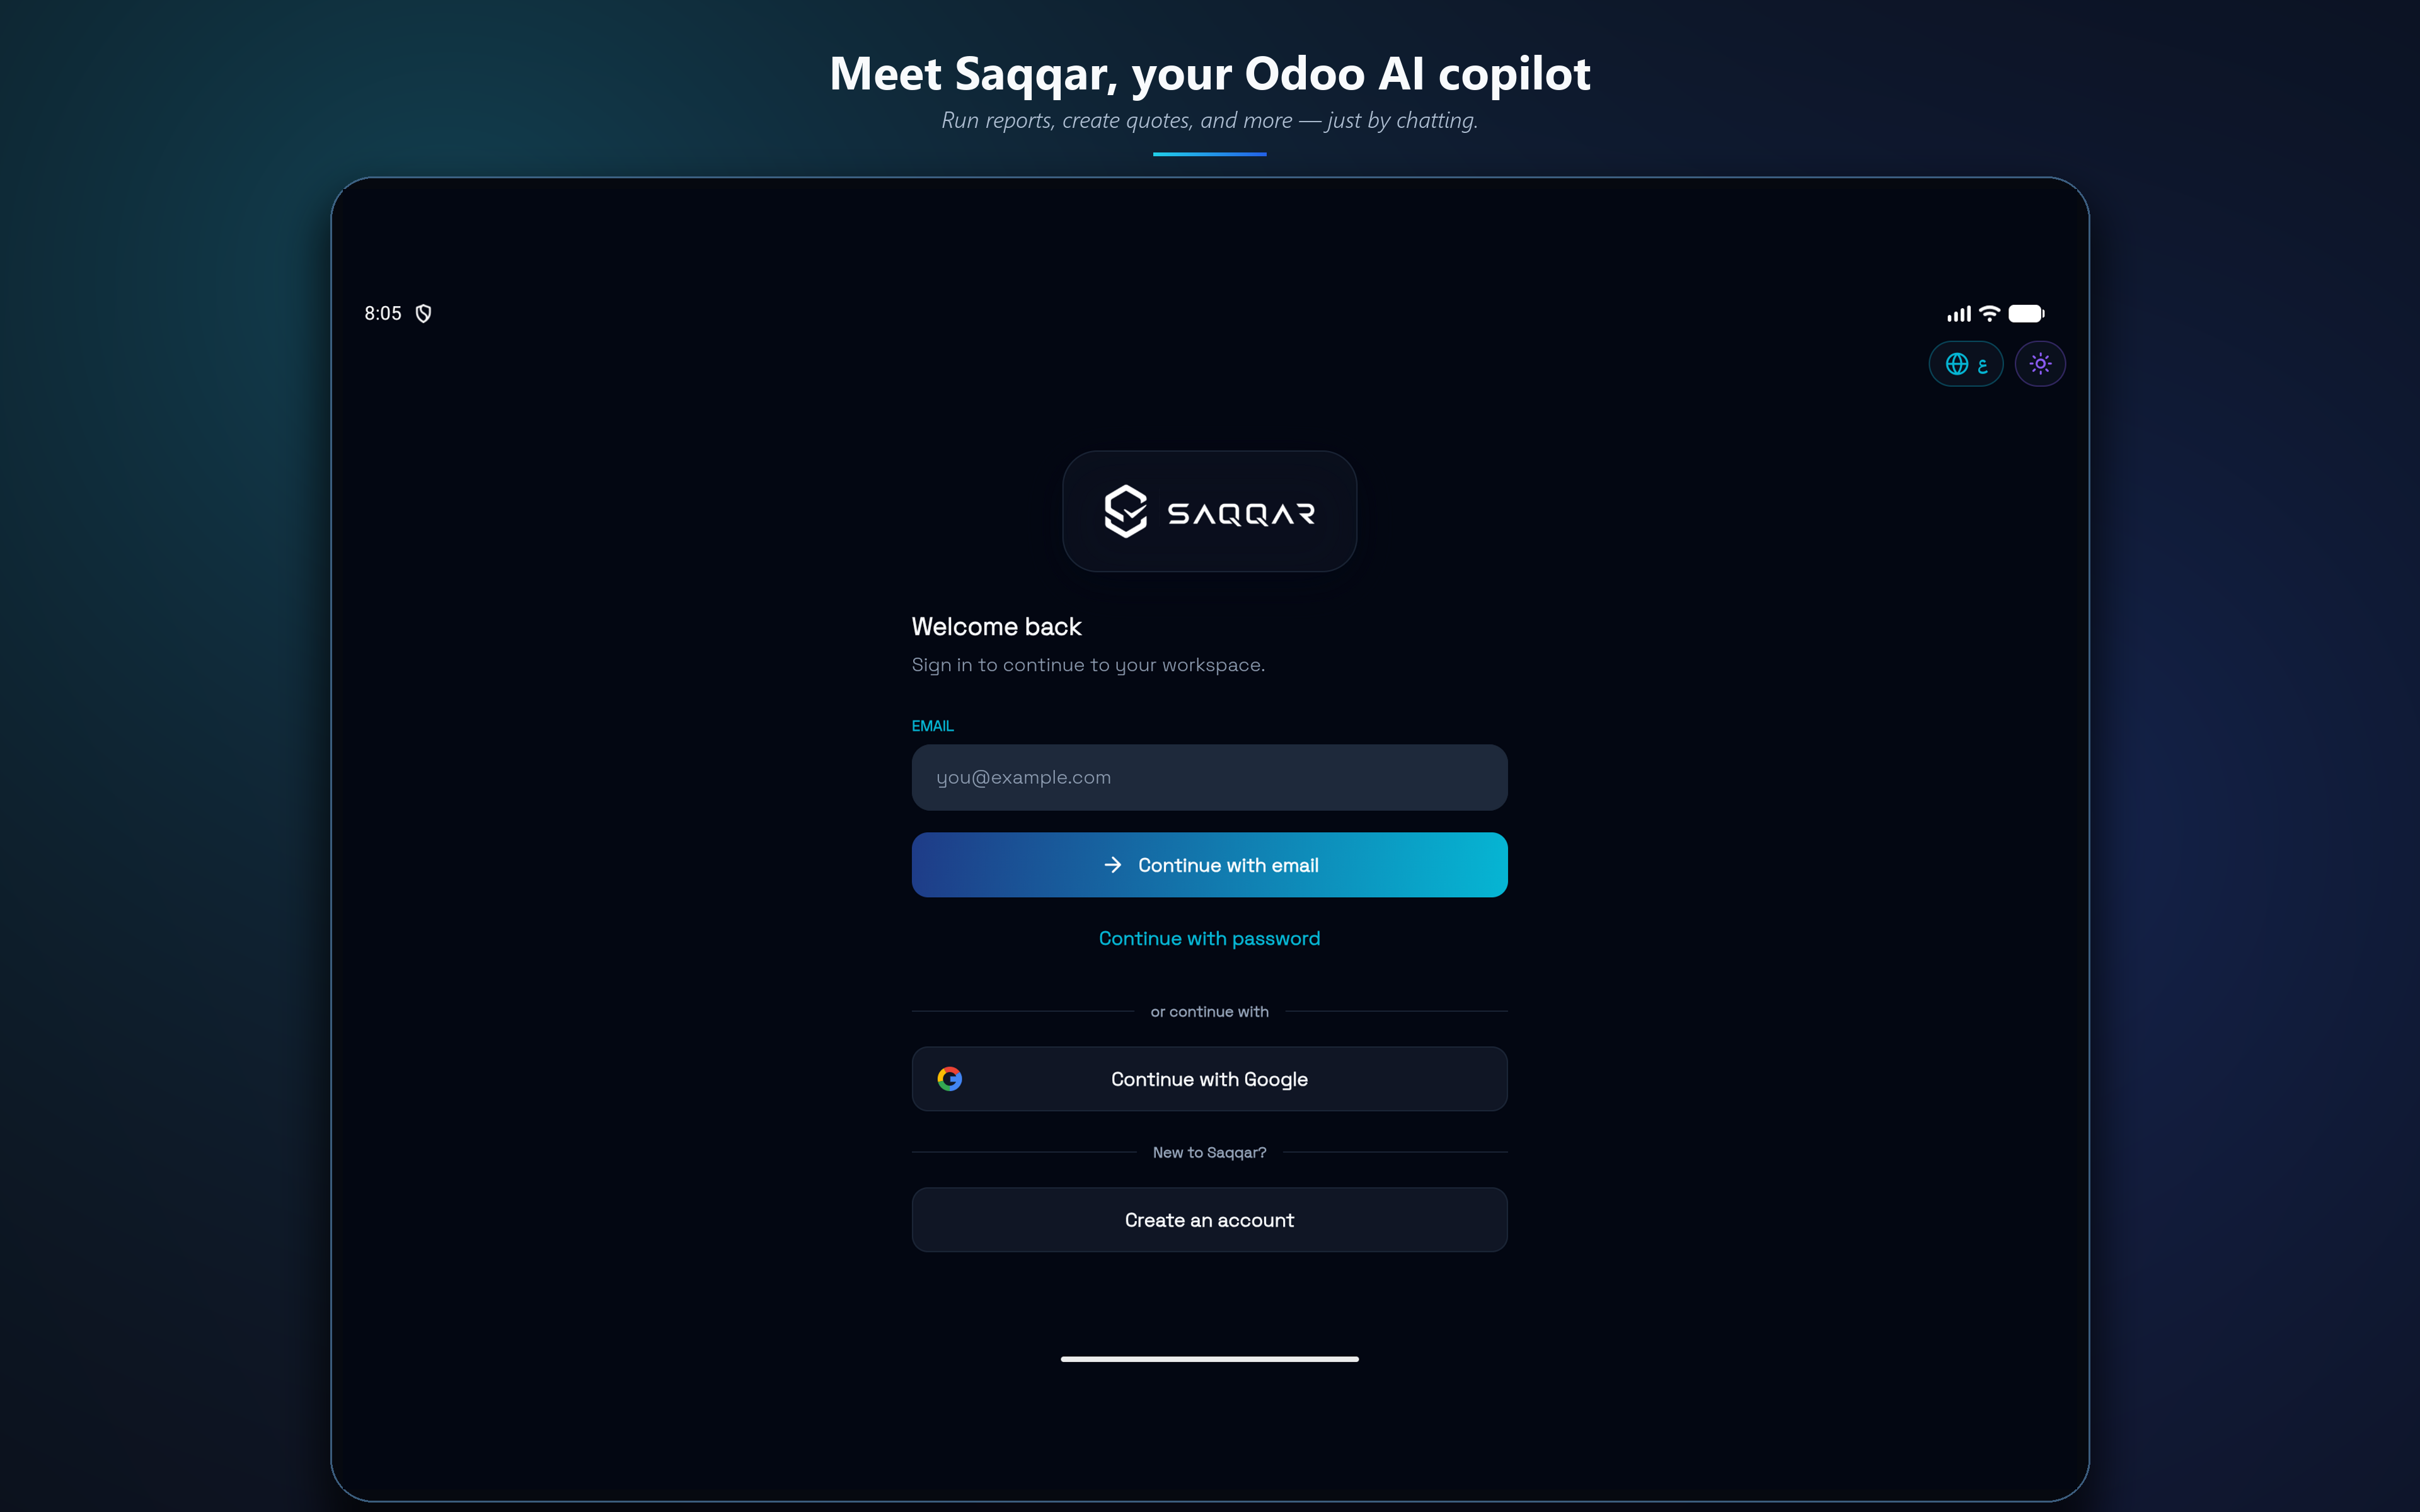 Meet Saqqar, your Odoo AI copilot
Run reports, create quotes, and more — just by chatting.
8:05
ع
SAQQAR
Welcome back
Sign in to continue to your workspace.
EMAIL
you@example.com
Continue with email
Continue with password
or continue with
Continue with Google
New to Saqqar?
Create an account